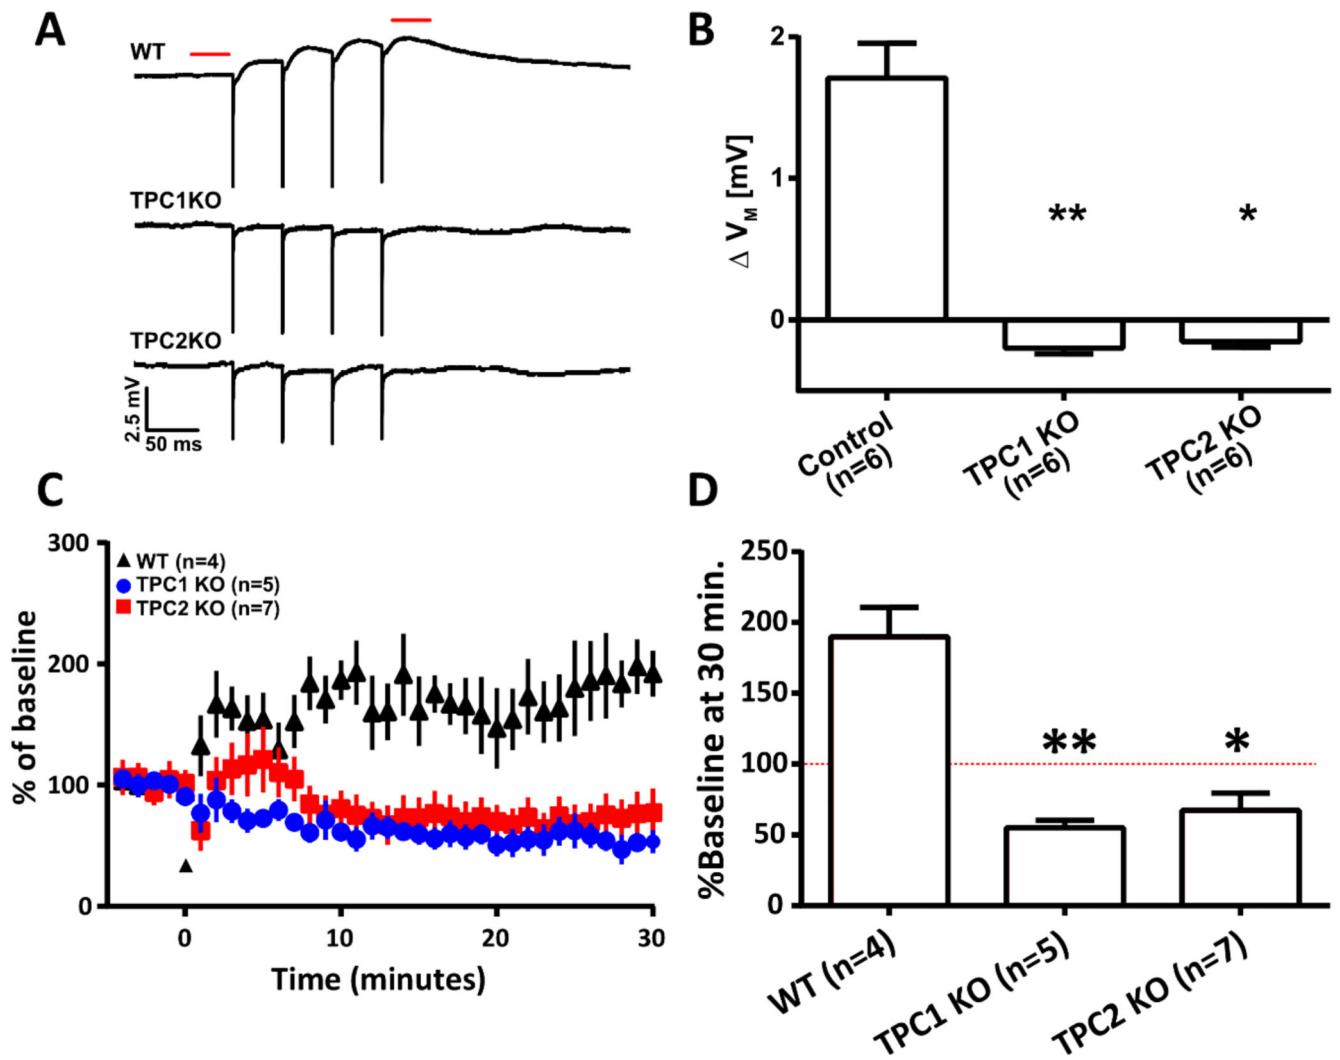 A
WT
TPC1KO
TPC2KO
2.5 mV
50 ms
B
Δ VM [mV]
2
1
0
**
*
Control
(n=6)
TPC1 KO
(n=6)
TPC2 KO
(n=6)
C
% of baseline
300
200
100
0
WT (n=4)
TPC1 KO (n=5)
TPC2 KO (n=7)
0
10
20
30
Time (minutes)
D
%Baseline at 30 min.
250
200
150
100
50
0
**
*
WT (n=4)
TPC1 KO (n=5)
TPC2 KO (n=7)